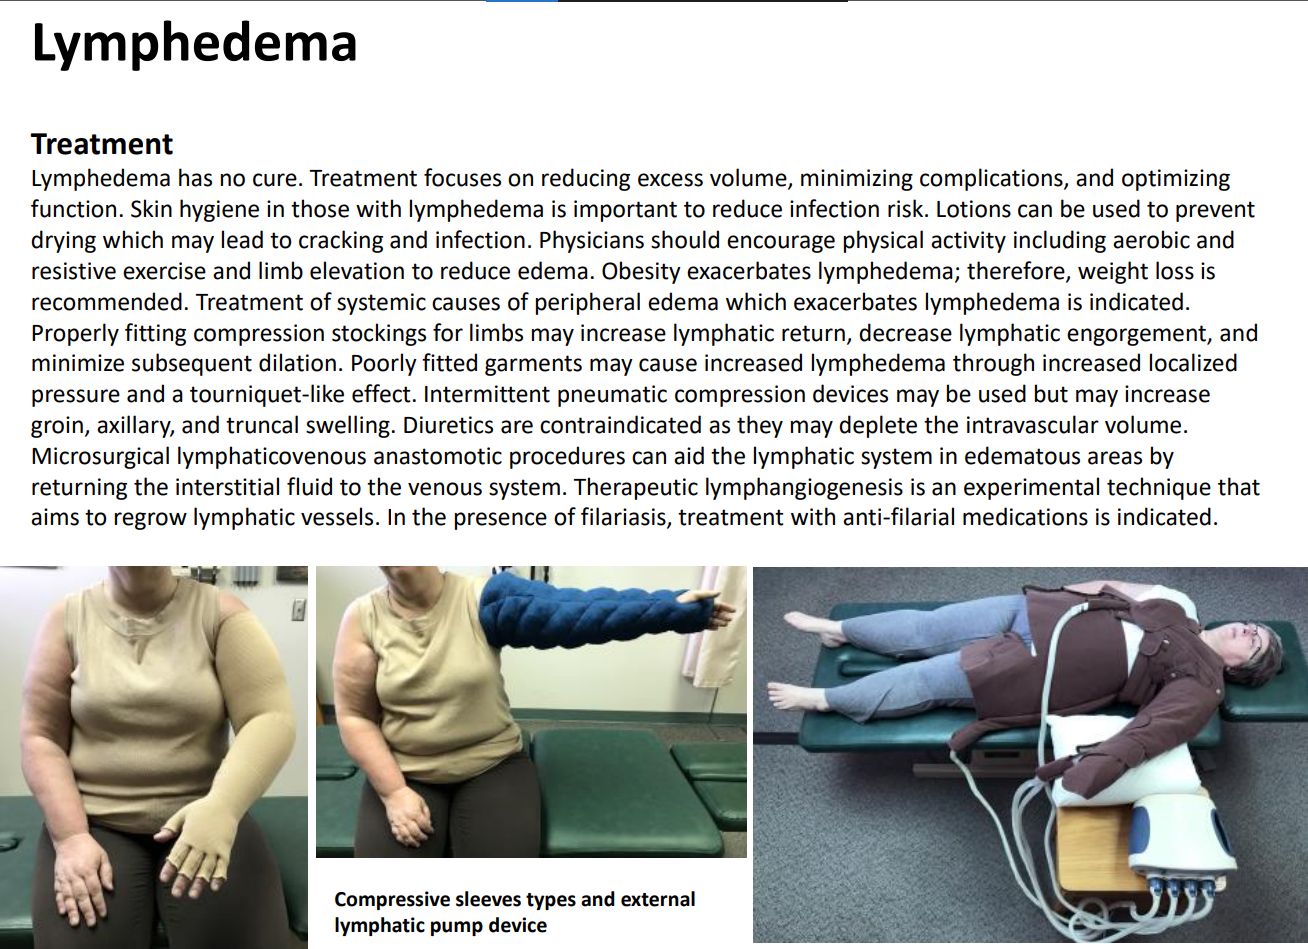 Lymphedema
Treatment
Lymphedema has no cure. Treatment focuses on reducing excess volume, minimizing complications, and optimizing
function. Skin hygiene in those with lymphedema is important to reduce infection risk. Lotions can be used to prevent
drying which may lead to cracking and infection. Physicians should encourage physical activity including aerobic and
resistive exercise and limb elevation to reduce edema. Obesity exacerbates lymphedema; therefore, weight loss is
recommended. Treatment of systemic causes of peripheral edema which exacerbates lymphedema is indicated.
Properly fitting compression stockings for limbs may increase lymphatic return, decrease lymphatic engorgement, and
minimize subsequent dilation. Poorly fitted garments may cause increased lymphedema through increased localized
pressure and a tourniquet-like effect. Intermittent pneumatic compression devices may be used but may increase
groin, axillary, and truncal swelling. Diuretics are contraindicated as they may deplete the intravascular volume.
Microsurgical lymphaticovenous anastomotic procedures can aid the lymphatic system in edematous areas by
returning the interstitial fluid to the venous system. Therapeutic lymphangiogenesis is an experimental technique that
aims to regrow lymphatic vessels. In the presence of filariasis, treatment with anti-filarial medications is indicated.
Compressive sleeves types and external
lymphatic pump device